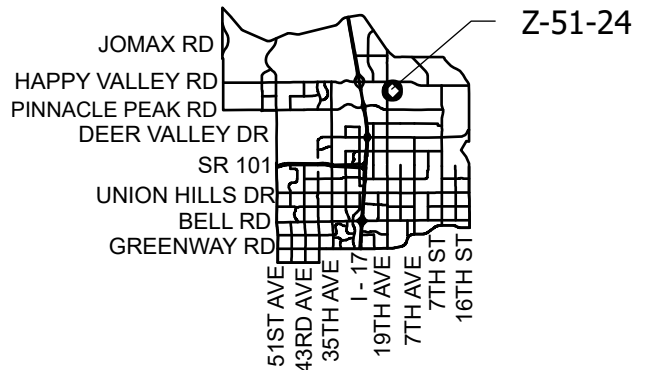 Z-51-24
JOMAX RD
HAPPY VALLEY RD
PINNACLE PEAK RD
DEER VALLEY DR
SR 101
UNION HILLS DR
BELL RD
GREENWAY RD
51ST AVE
43RD AVE
35TH AVE
I - 17
19TH AVE
7TH AVE
7TH ST
16TH ST